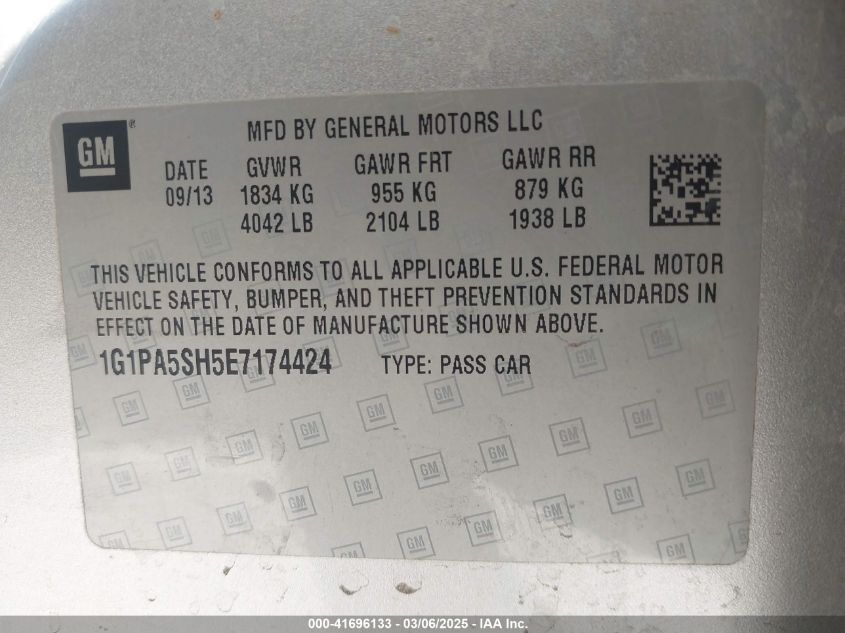 GM ®
MFD BY GENERAL MOTORS LLC
DATE GVWR GAWR FRT GAWR RR
09/13 1834 KG 955 KG 879 KG
4042 LB 2104 LB 1938 LB
THIS VEHICLE CONFORMS TO ALL APPLICABLE U.S. FEDERAL MOTOR
VEHICLE SAFETY, BUMPER, AND THEFT PREVENTION STANDARDS IN
EFFECT ON THE DATE OF MANUFACTURE SHOWN ABOVE.
1G1PA5SH5E7174424 TYPE: PASS CAR
000-41696133 - 03/06/2025 - IAA Inc.